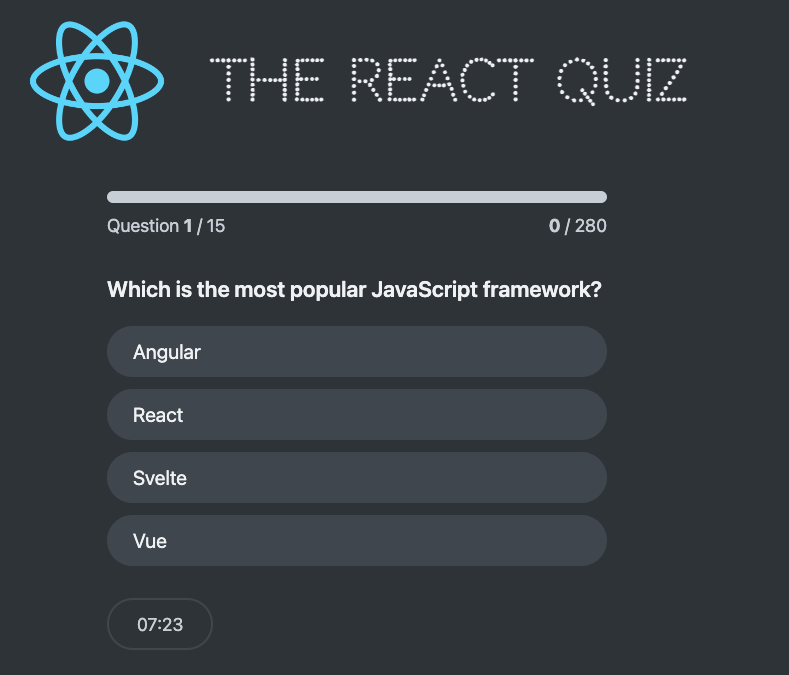 THE REACT QUIZ
Question 1 / 15
0 / 280
Which is the most popular JavaScript framework?
Angular
React
Svelte
Vue
07:23